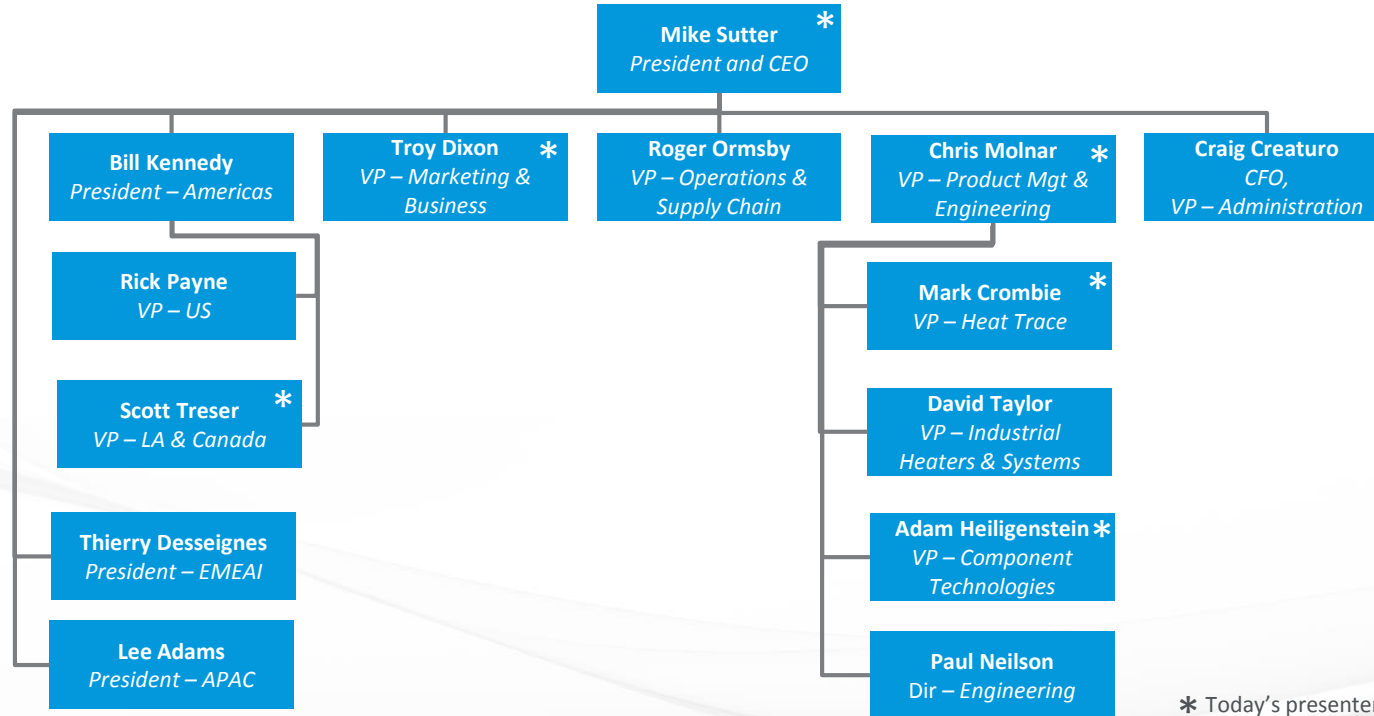 Mike Sutter *
President and CEO
Bill Kennedy
President – Americas
Troy Dixon *
VP – Marketing &
Business
Roger Ormsby
VP – Operations &
Supply Chain
Chris Molnar *
VP – Product Mgt &
Engineering
Craig Creaturo
CFO,
VP – Administration
Rick Payne
VP – US
Scott Treser *
VP – LA & Canada
Thierry Desseignes
President – EMEAI
Lee Adams
President – APAC
Mark Crombie *
VP – Heat Trace
David Taylor
VP – Industrial
Heaters & Systems
Adam Heiligenstein *
VP – Component
Technologies
Paul Neilson
Dir – Engineering
* Today's presenter